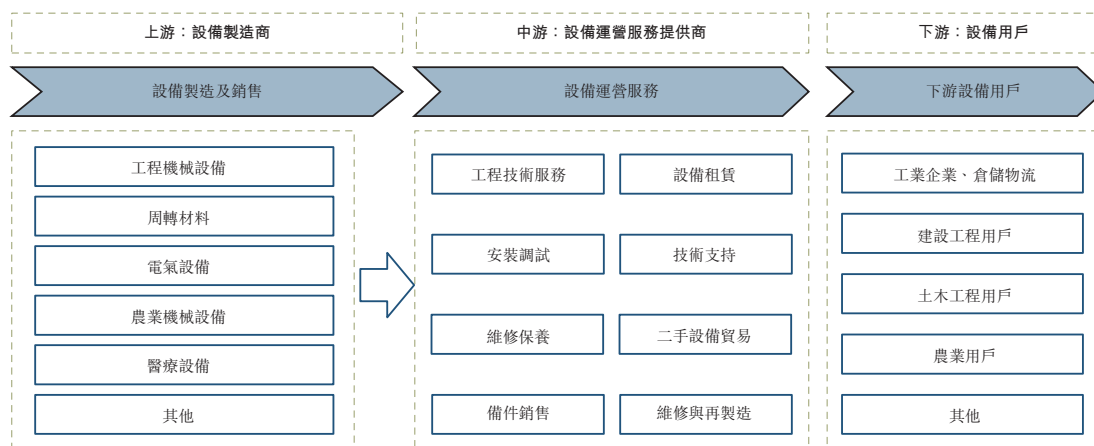 上游：設備製造商
中游：設備運營服務提供商
下游：設備用戶
設備製造及銷售
設備運營服務
下游設備用戶
工程機械設備
周轉材料
電氣設備
農業機械設備
醫療設備
其他
工程技術服務
設備租賃
安裝調試
技術支持
維修保養
二手設備貿易
備件銷售
維修與再製造
工業企業、倉儲物流
建設工程用戶
土木工程用戶
農業用戶
其他